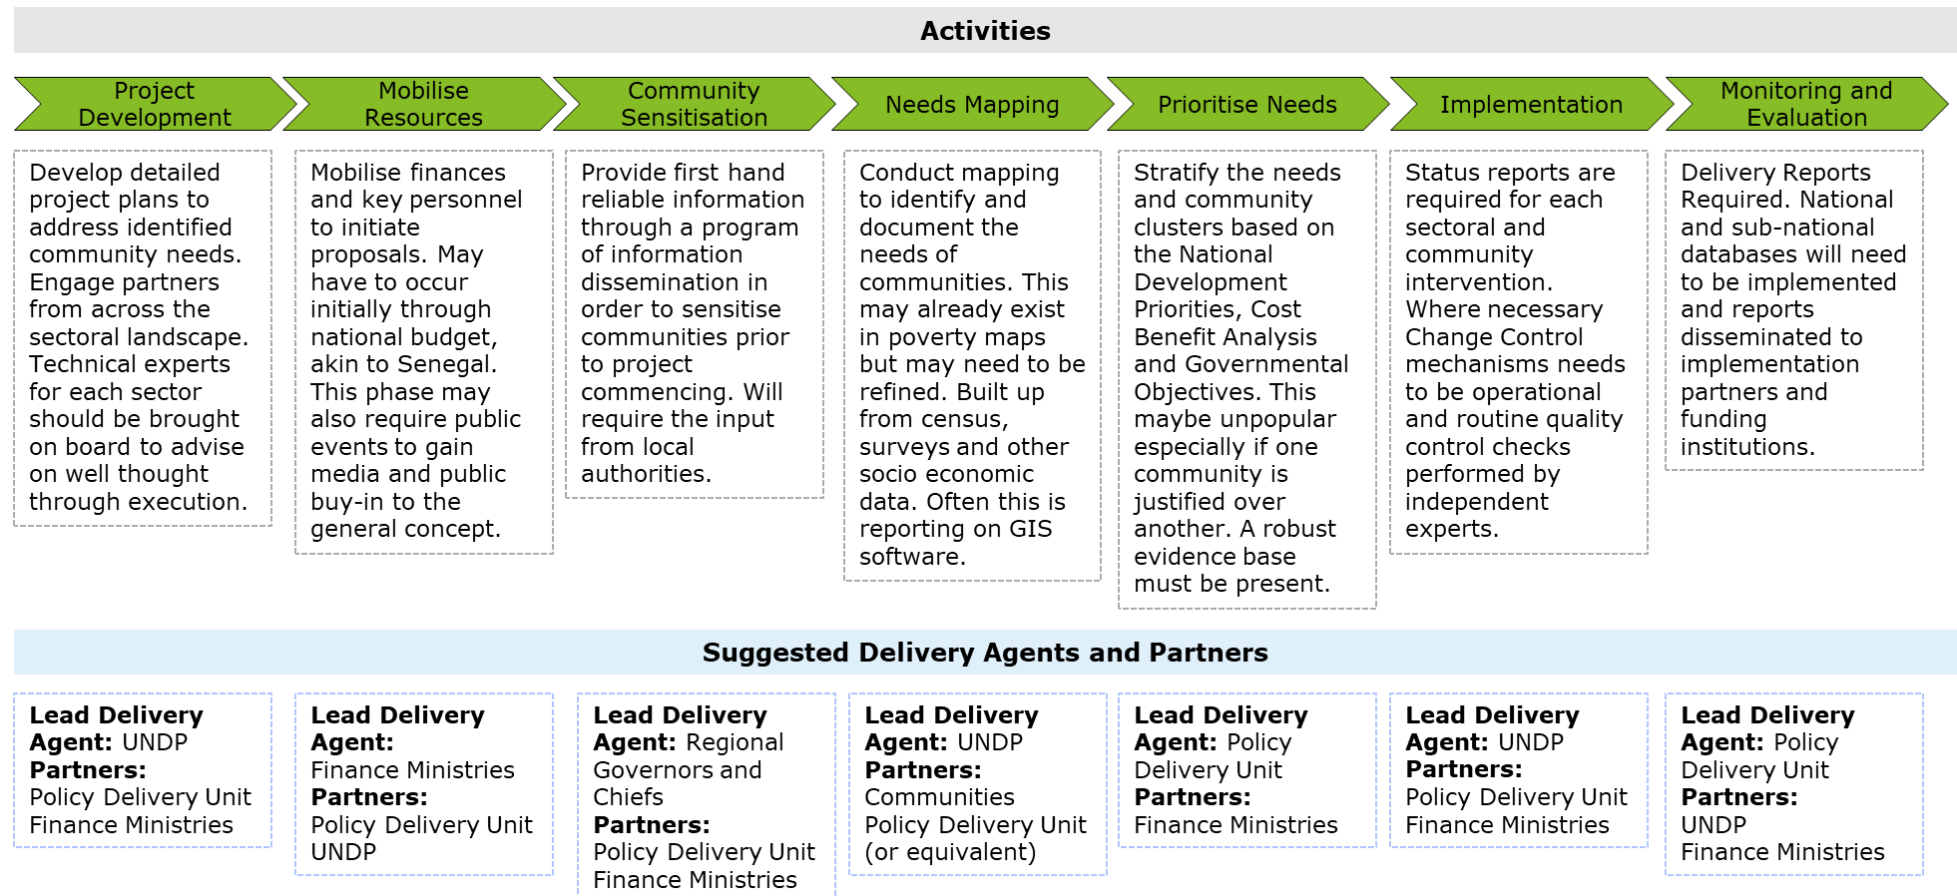 Activities
Project
Development
Mobilise
Resources
Community
Sensitisation
Needs Mapping
Prioritise Needs
Implementation
Monitoring and
Evaluation
Develop detailed
project plans to
address identified
community needs.
Engage partners
from across the
sectoral landscape.
Technical experts
for each sector
should be brought
on board to advise
on well thought
through execution.
Mobilise finances
and key personnel
to initiate
proposals. May
have to occur
initially through
national budget,
akin to Senegal.
This phase may
also require public
events to gain
media and public
buy-in to the
general concept.
Provide first hand
reliable information
through a program
of information
dissemination in
order to sensitise
communities prior
to project
commencing. Will
require the input
from local
authorities.
Conduct mapping
to identify and
document the
needs of
communities. This
may already exist
in poverty maps
but may need to be
refined. Built up
from census,
surveys and other
socio economic
data. Often this is
reporting on GIS
software.
Stratify the needs
and community
clusters based on
the National
Development
Priorities, Cost
Benefit Analysis
and Governmental
Objectives. This
maybe unpopular
especially if one
community is
justified over
another. A robust
evidence base
must be present.
Status reports are
required for each
sectoral and
community
intervention.
Where necessary
Change Control
mechanisms needs
to be operational
and routine quality
control checks
performed by
independent
experts.
Delivery Reports
Required. National
and sub-national
databases will need
to be implemented
and reports
disseminated to
implementation
partners and
funding
institutions.
Suggested Delivery Agents and Partners
Lead Delivery
Agent: UNDP
Partners:
Policy Delivery Unit
Finance Ministries
Lead Delivery
Agent:
Finance Ministries
Partners:
Policy Delivery Unit
UNDP
Lead Delivery
Agent: Regional
Governors and
Chiefs
Partners:
Policy Delivery Unit
Finance Ministries
Lead Delivery
Agent: UNDP
Partners:
Communities
Policy Delivery Unit
(or equivalent)
Lead Delivery
Agent: Policy
Delivery Unit
Partners:
Finance Ministries
Lead Delivery
Agent: UNDP
Partners:
Policy Delivery Unit
Finance Ministries
Lead Delivery
Agent: Policy
Delivery Unit
Partners:
UNDP
Finance Ministries